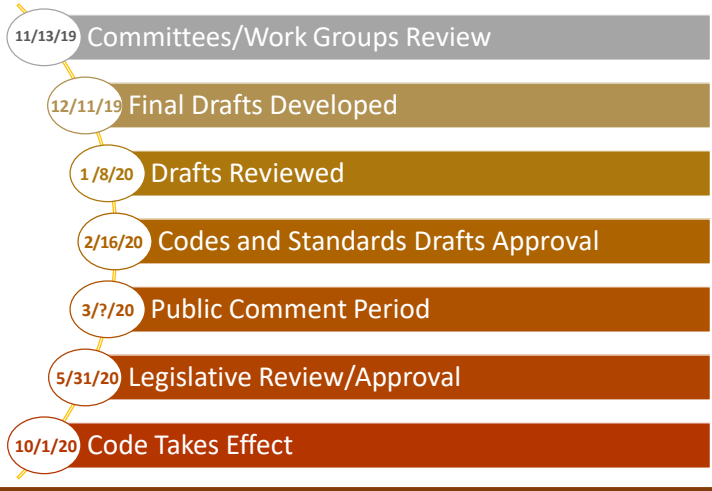 11/13/19 Committees/Work Groups Review
12/11/19 Final Drafts Developed
1 /8/20 Drafts Reviewed
2/16/20 Codes and Standards Drafts Approval
3/?/20 Public Comment Period
5/31/20 Legislative Review/Approval
10/1/20 Code Takes Effect